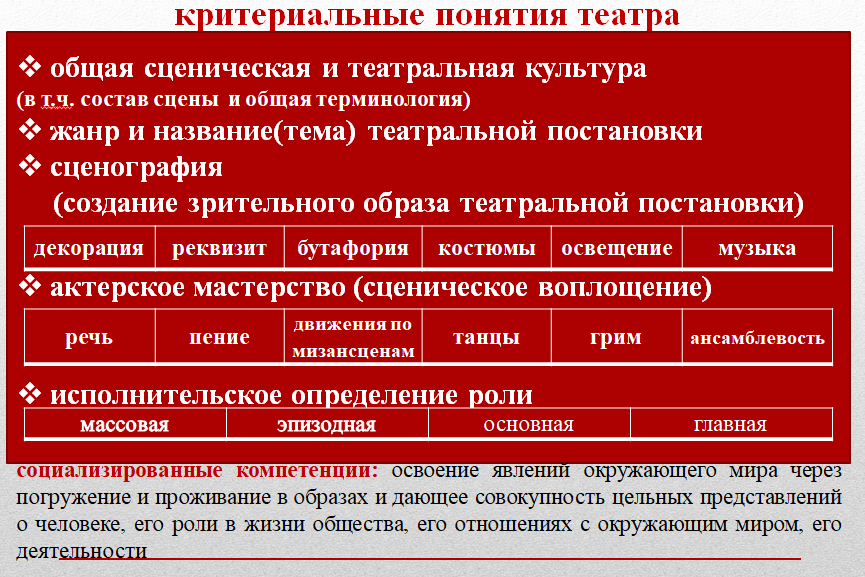 критериальные понятия театра
❖ общая сценическая и театральная культура
(в т.ч. состав сцены и общая терминология)
❖ жанр и название(тема) театральной постановки
❖ сценография
(создание зрительного образа театральной постановки)
декорация реквизит бутафория костюмы освещение музыка
❖ актерское мастерство (сценическое воплощение)
речь пение движения по мизансценам танцы грим ансамблевость
❖ исполнительское определение роли
массовая эпизодная основная главная
социализированные компетенции: освоение явлений окружающего мира через
погружение и проживание в образах и дающее совокупность цельных представлений
о человеке, его роли в жизни общества, его отношениях с окружающим миром, его
деятельности